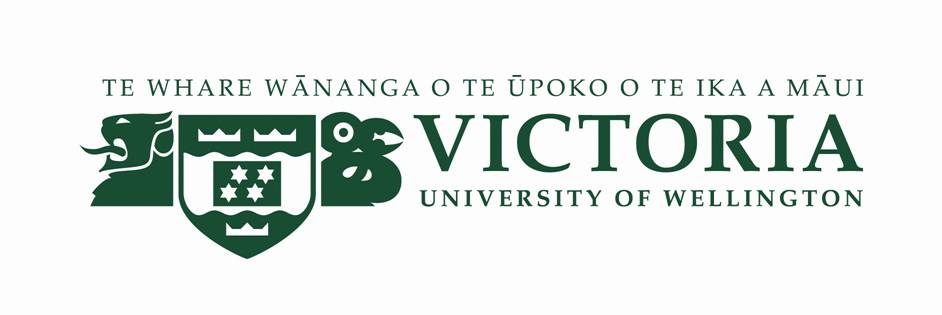 TE WHARE WĀNANGA O TE ŪPOKO O TE IKA A MĀUI
VICTORIA
UNIVERSITY OF WELLINGTON